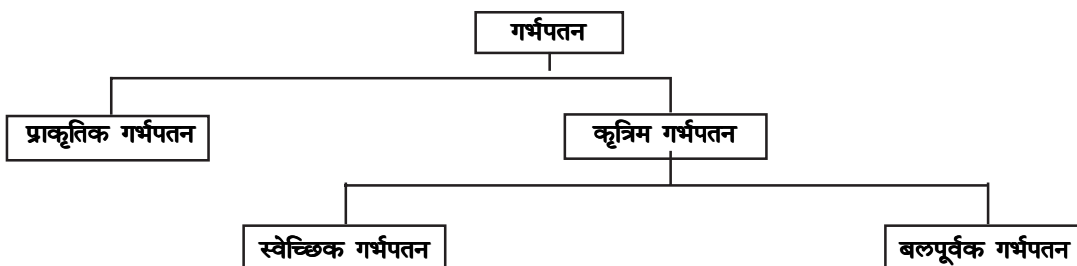 गर्भपतन
प्राकृतिक गर्भपतन
कृत्रिम गर्भपतन
स्वेच्छिक गर्भपतन
बलपूर्वक गर्भपतन